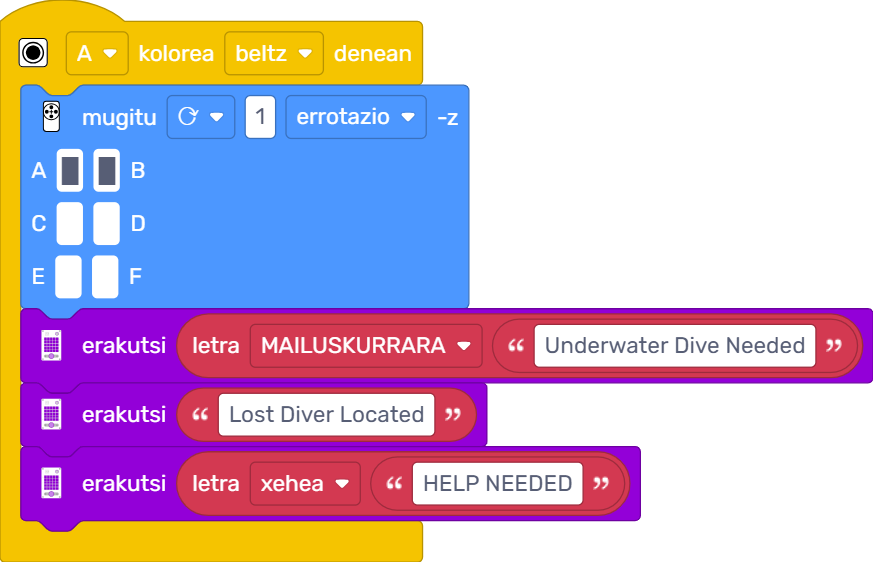 A kolorea beltz denean
mugitu 1 errotazio -z
A B
C D
E F
erakutsi letra MAILUSKURRARA “ Underwater Dive Needed ”
erakutsi “ Lost Diver Located ”
erakutsi letra xehea “ HELP NEEDED ”